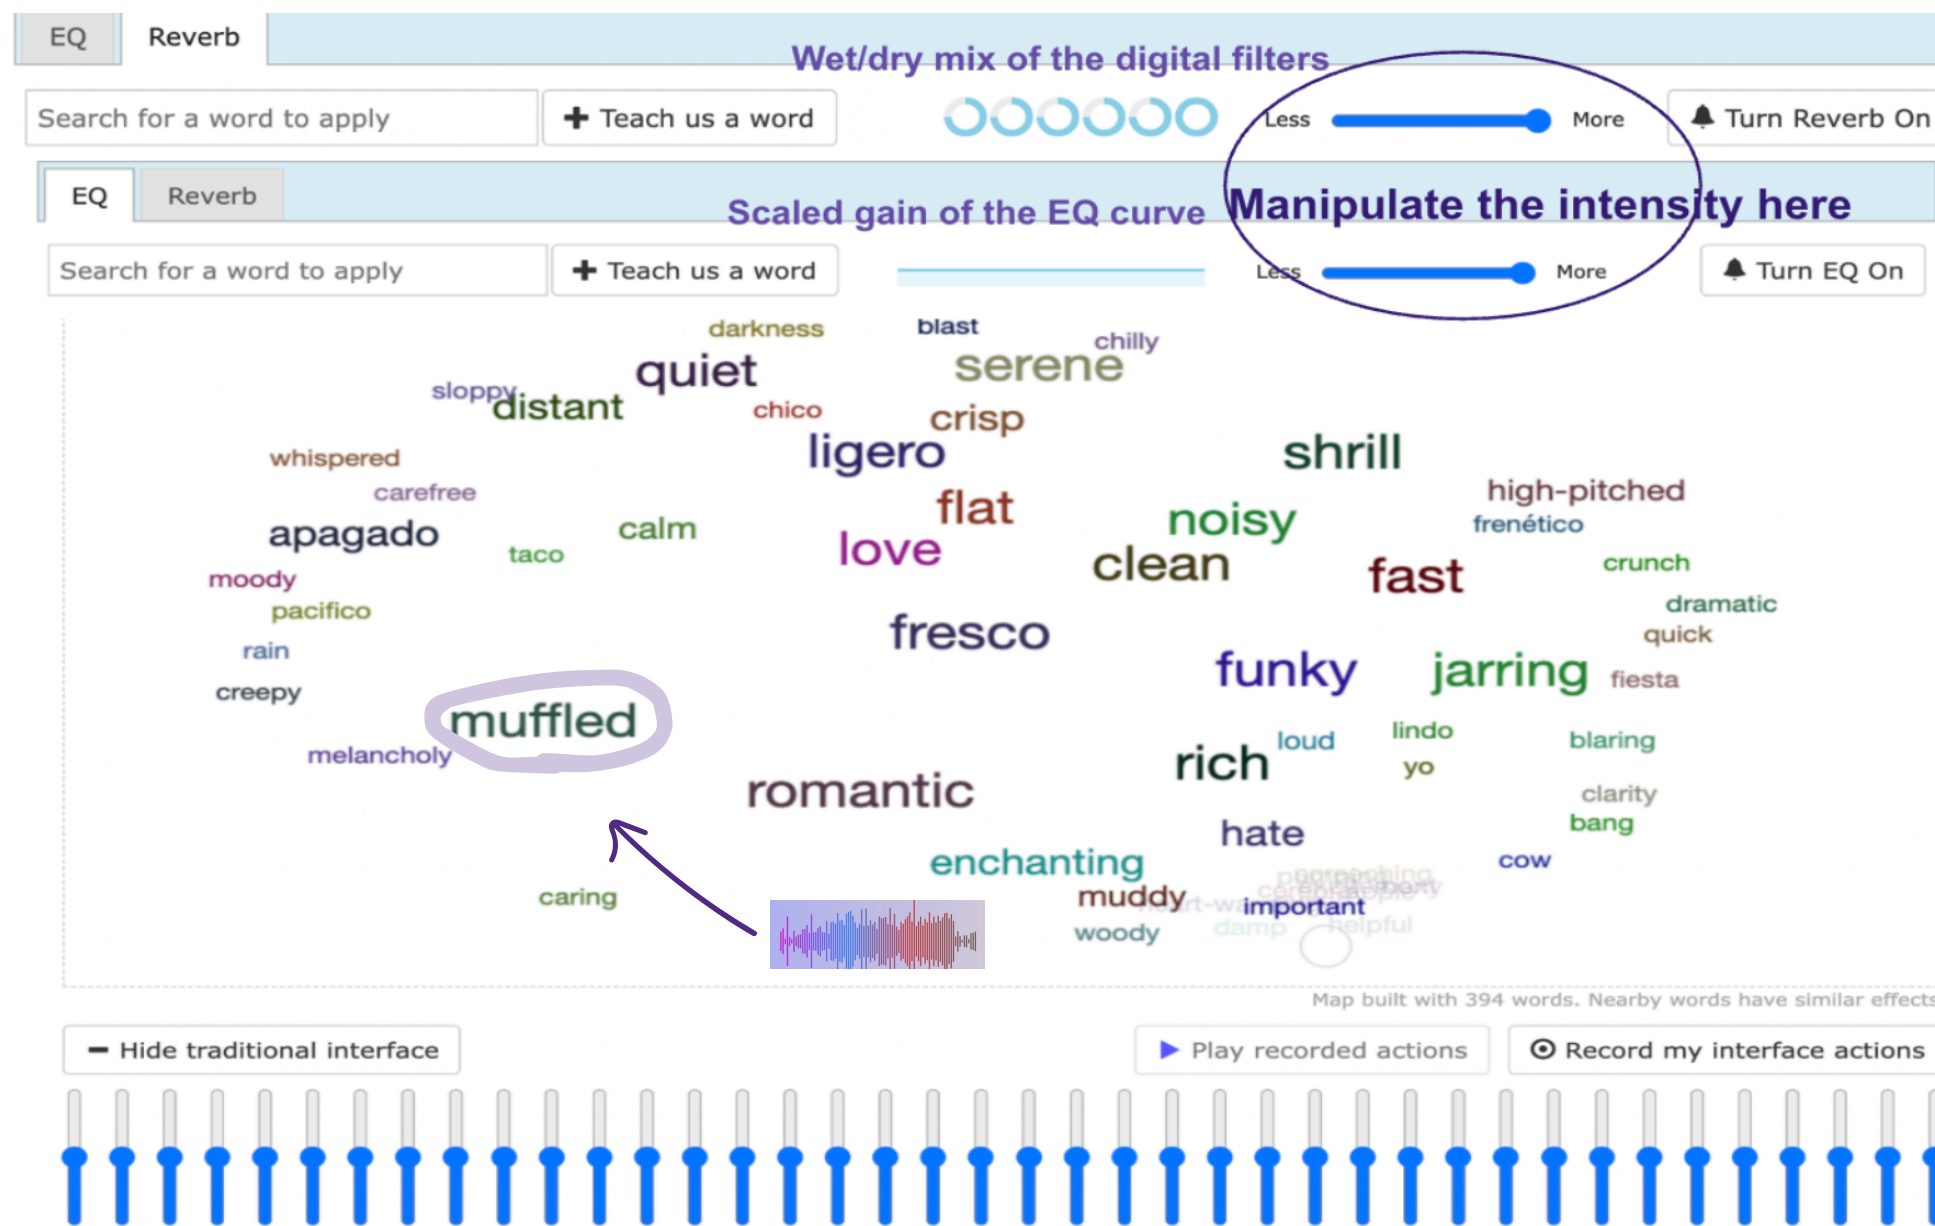 EQ Reverb
Wet/dry mix of the digital filters
Search for a word to apply + Teach us a word Less More Turn Reverb On
EQ Reverb
Scaled gain of the EQ curve Manipulate the intensity here
Search for a word to apply + Teach us a word Less More Turn EQ On
darkness blast chilly
quiet serene
sloppy distant chico crisp
ligero shrill
whispered
carefree flat high-pitched
apagado calm noisy frenético
taco love clean fast crunch
moody
pacifico dramatic
fresco quick
rain funky jarring fiesta
creepy
muffled lindo
melancholy rich loud blaring
yo
romantic clarity
hate bang
enchanting cow
caring muddy important
woody damp helpful
Map built with 394 words. Nearby words have similar effects
Hide traditional interface Play recorded actions Record my interface actions